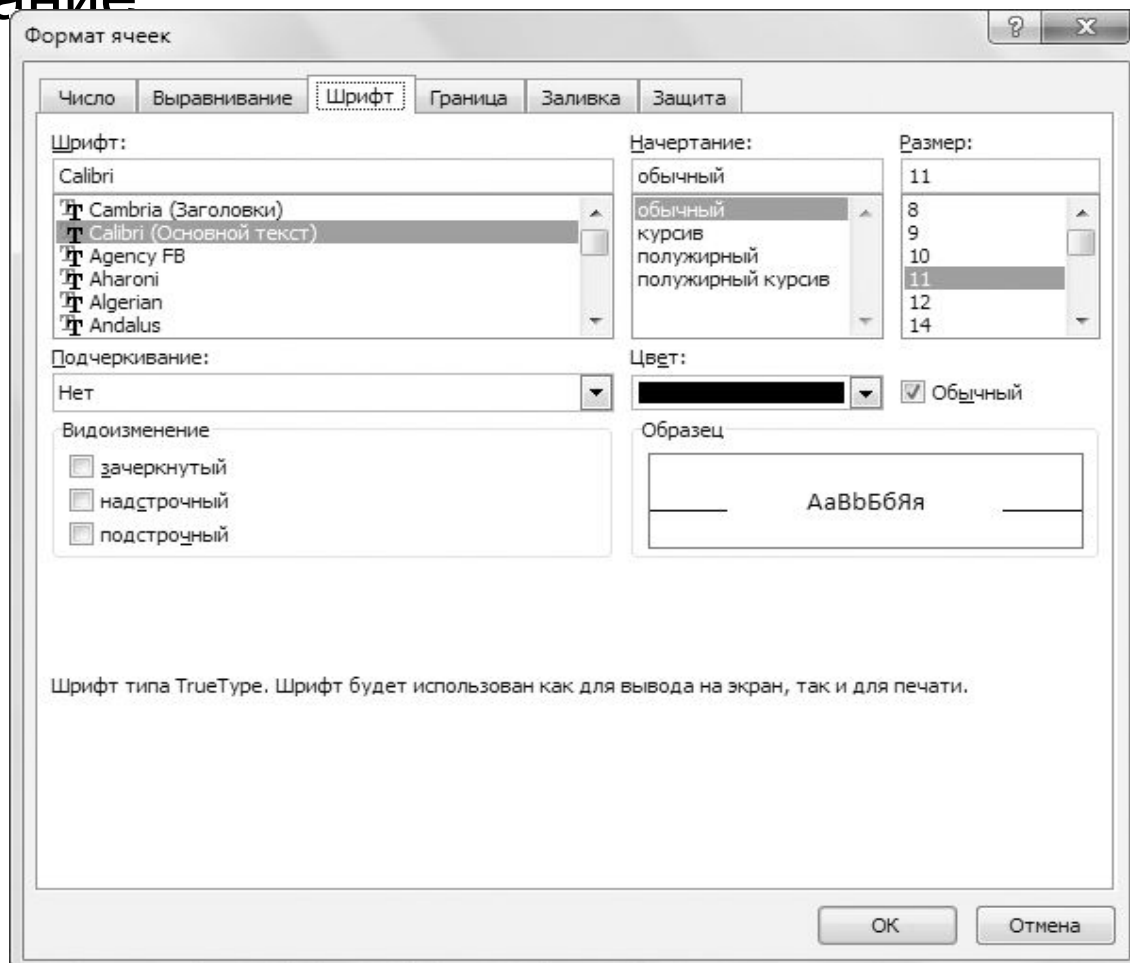 Формат ячеек
Число Выравнивание Шрифт Граница Заливка Защита
Шрифт: Начертание: Размер:
Calibri обычный 11
Cambria (Заголовки) обычный 8
Calibri (Основной текст) курсив 9
Agency FB полужирный 10
Aharoni полужирный курсив 11
Algerian 12
Andalus 14
Подчеркивание: Цвет:
Нет Обычный
Видоизменение Образец
зачеркнутый
надстрочный АаВbБбЯя
подстрочный
Шрифт типа TrueType. Шрифт будет использован как для вывода на экран, так и для печати.
ОК Отмена